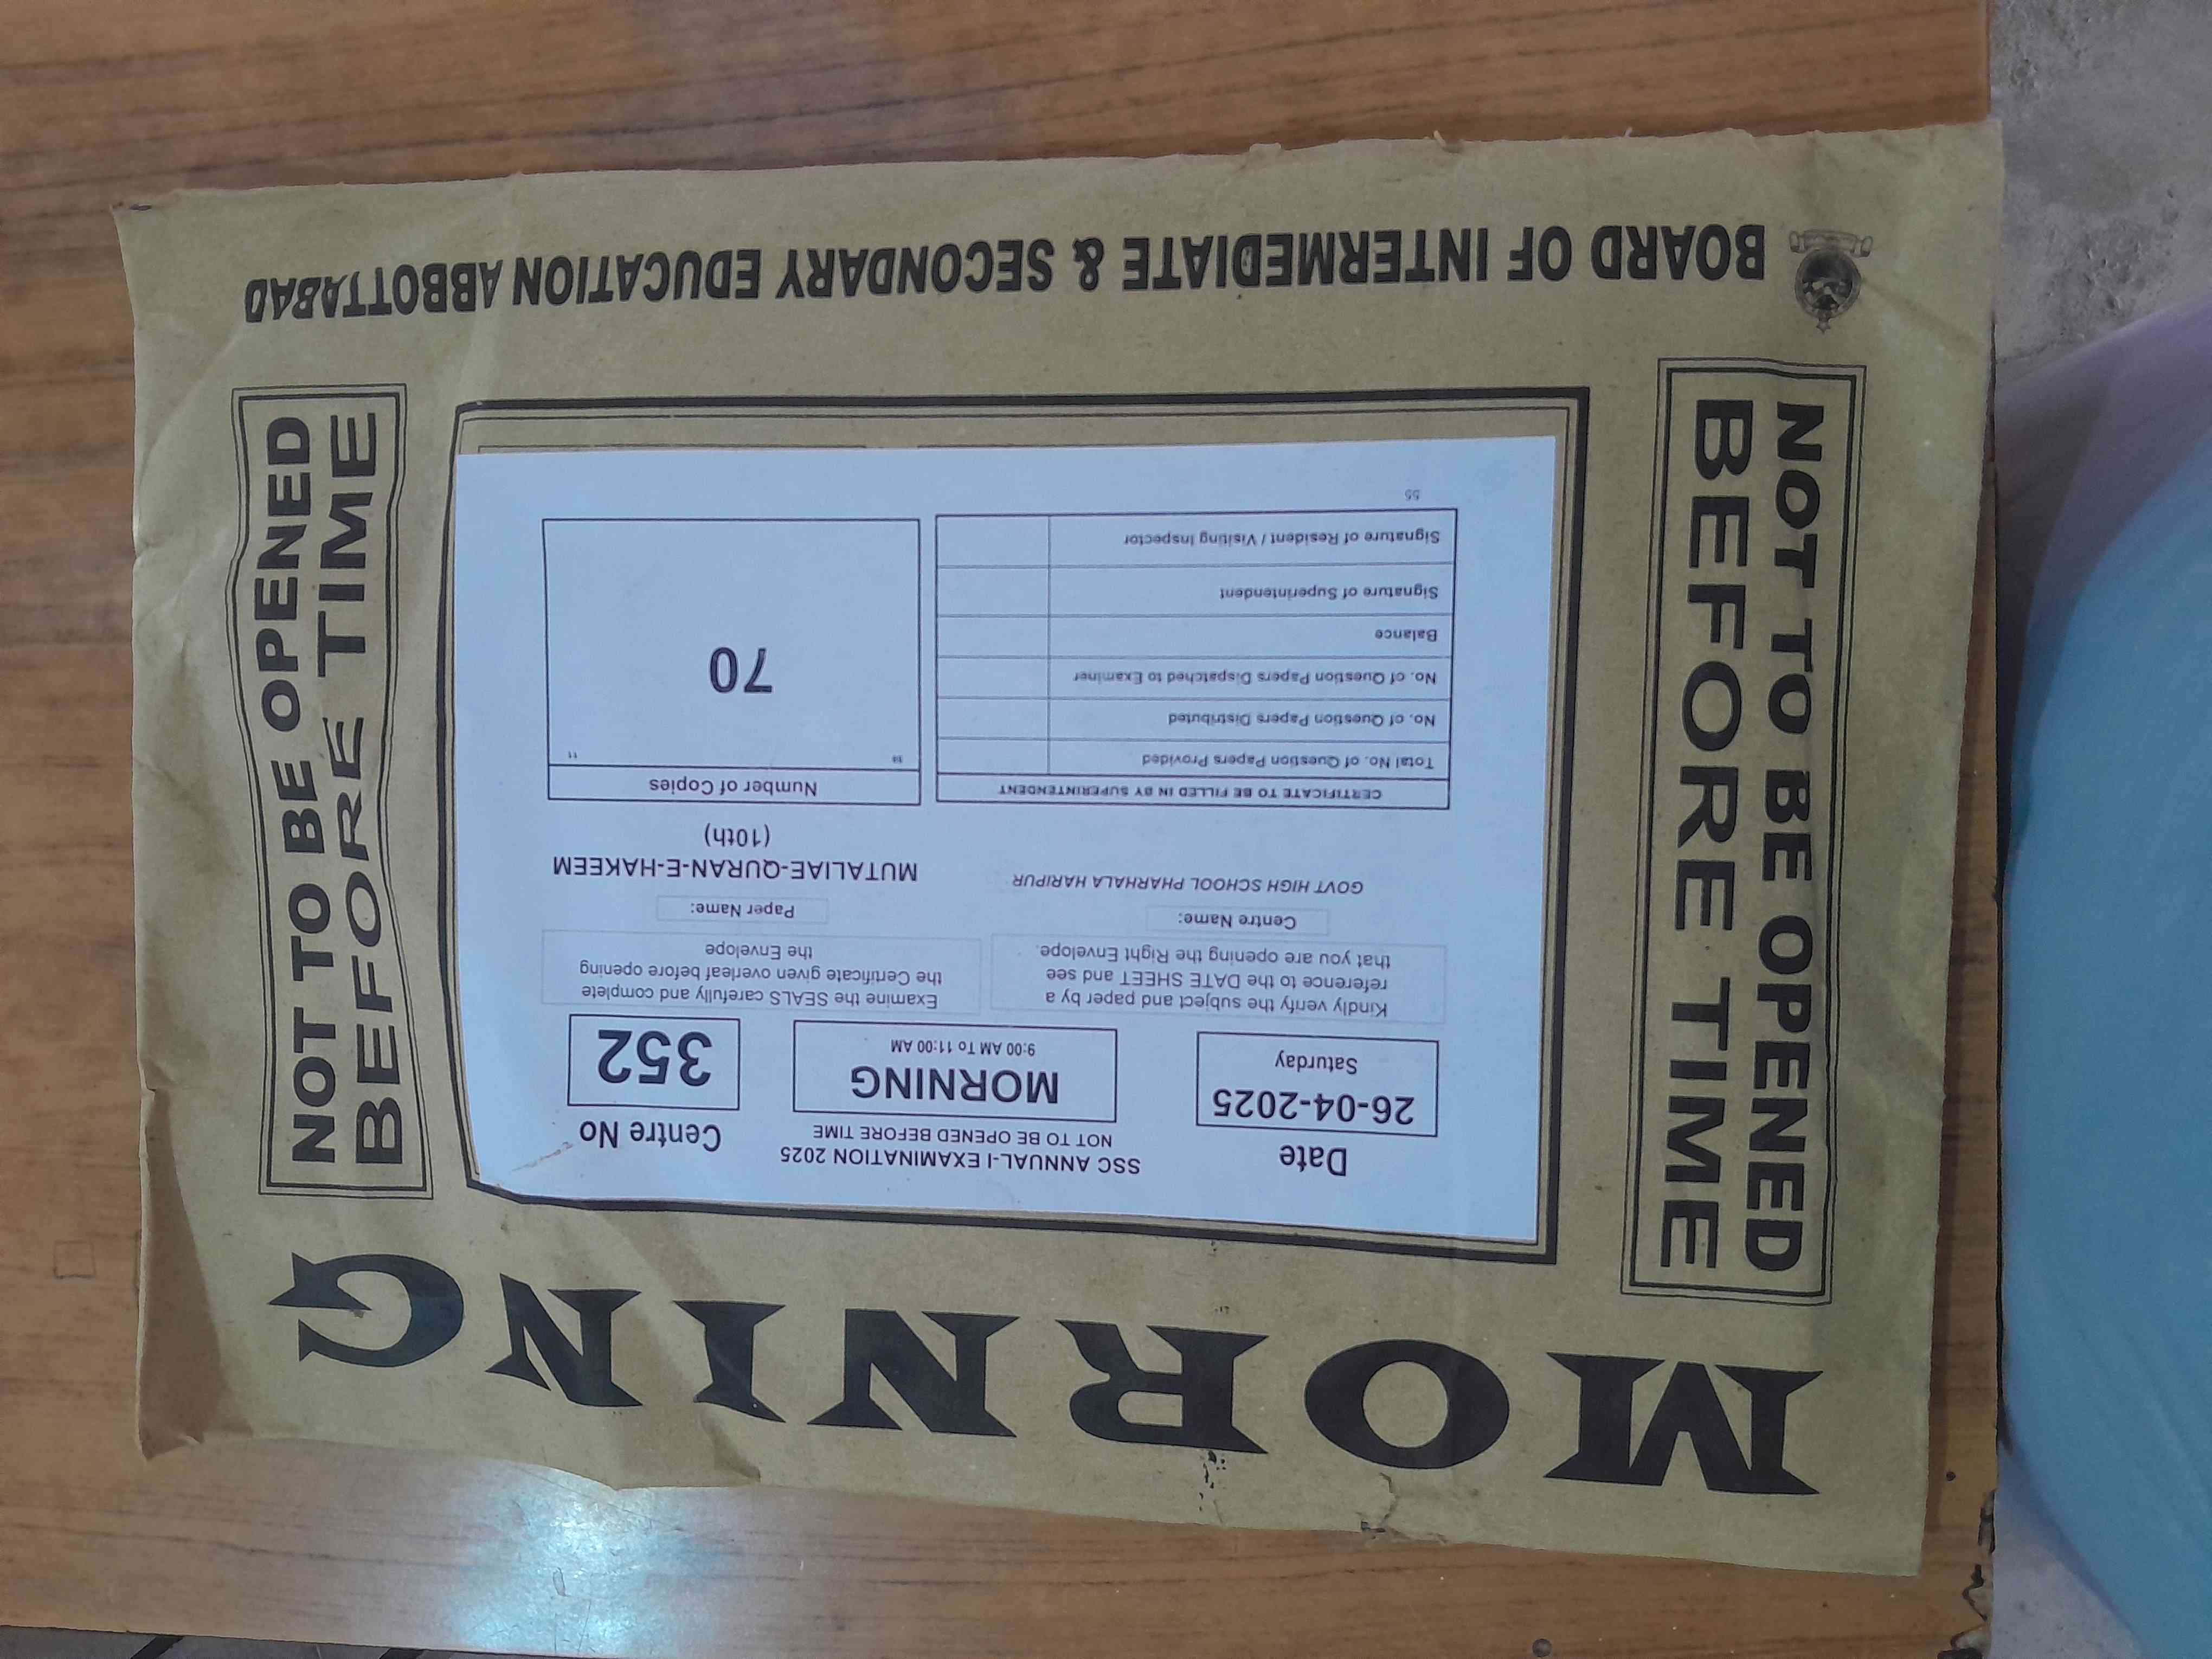 MORNING
NOT TO BE OPENED
BEFORE TIME
NOT TO BE OPENED
BEFORE TIME
Date
26-04-2025
Saturday
SSC ANNUAL-I EXAMINATION 2025
NOT TO BE OPENED BEFORE TIME
MORNING
9:00 AM To 11:00 AM
Centre No
352
Kindly verify the subject and paper by a
reference to the DATE SHEET and see
that you are opening the Right Envelope.
Examine the SEALS carefully and complete
the Certificate given overleaf before opening
the Envelope
Centre Name:
GOVT HIGH SCHOOL PHARHALA HARIPUR
Paper Name:
MUTALIAE-QURAN-E-HAKEEM
(10th)
CERTIFICATE TO BE FILLED IN BY SUPERINTENDENT
Total No. of Question Papers Provided
No. of Question Papers Distributed
No. of Question Papers Dispatched to Examiner
Balance
Signature of Superintendent
Signature of Resident / Visiting Inspector
55
Number of Copies
11
70
BOARD OF INTERMEDIATE & SECONDARY EDUCATION ABBOTTABAD